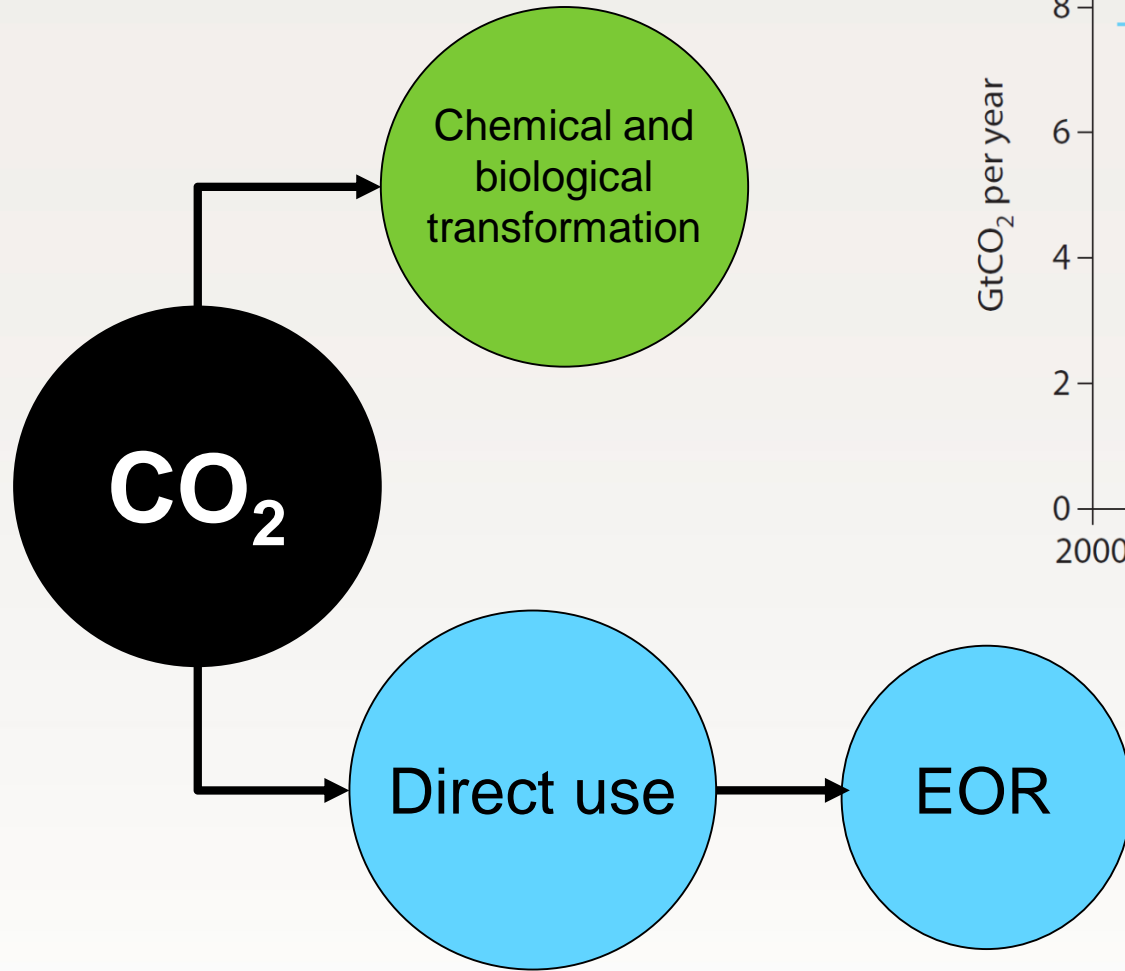 Chemical and
biological
transformation
CO₂
Direct use
EOR
GtCO₂ per year
8
6
4
2
0
2000